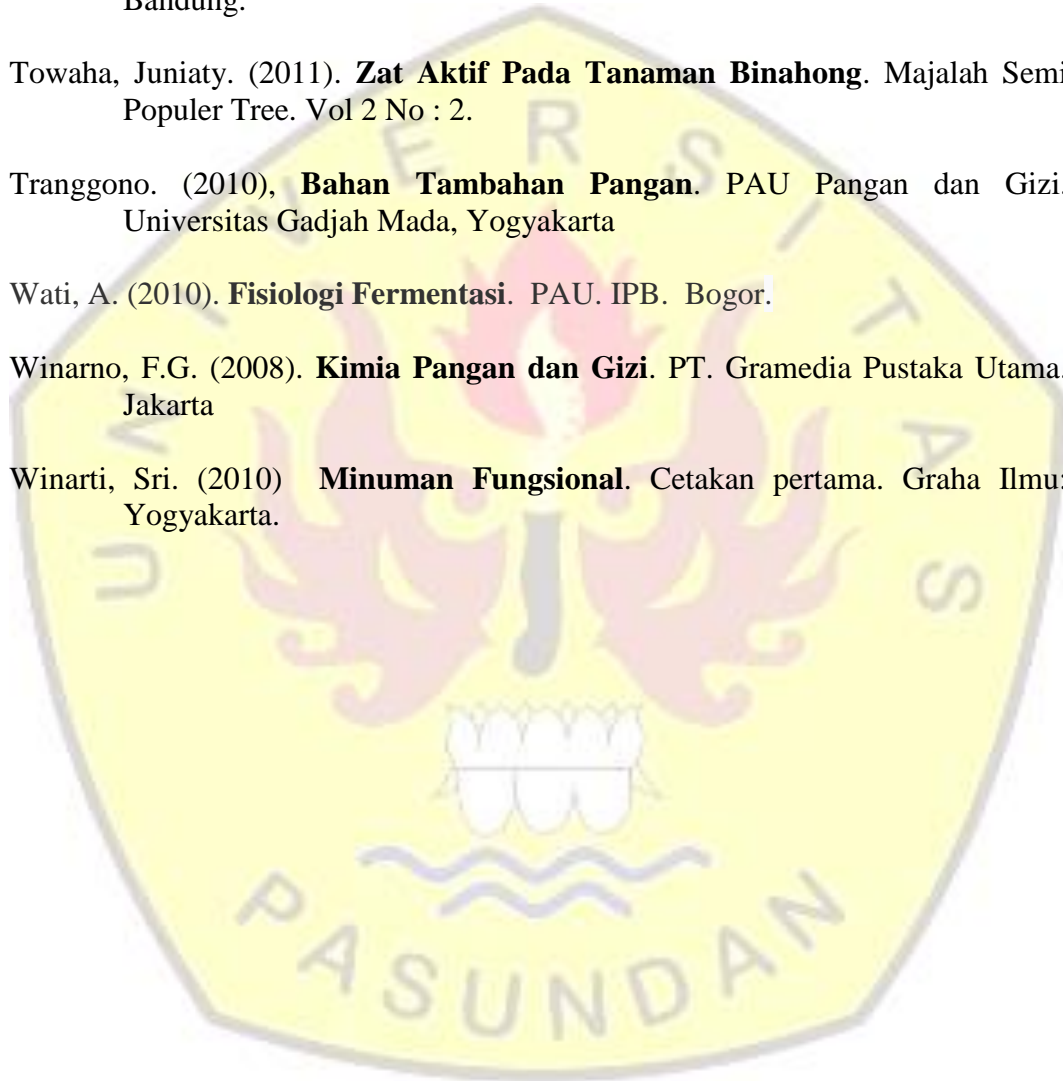 Bandung.
Towaha, Juniaty. (2011). Zat Aktif Pada Tanaman Binahong. Majalah Semi
Populer Tree. Vol 2 No : 2.
Tranggono. (2010), Bahan Tambahan Pangan. PAU Pangan dan Gizi.
Universitas Gadjah Mada, Yogyakarta
Wati, A. (2010). Fisiologi Fermentasi. PAU. IPB. Bogor.
Winarno, F.G. (2008). Kimia Pangan dan Gizi. PT. Gramedia Pustaka Utama.
Jakarta
Winarti, Sri. (2010) Minuman Fungsional. Cetakan pertama. Graha Ilmu:
Yogyakarta.
UNIVERSITAS
PASUNDAN